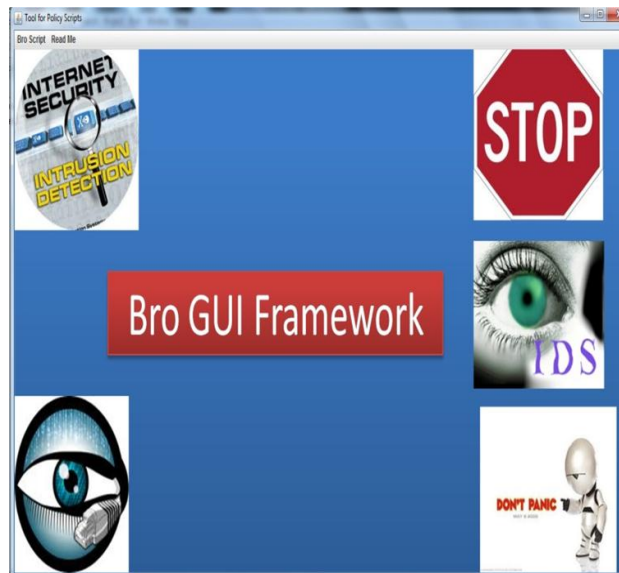 Tool for Policy Scripts
Bro Script Read Me
INTERNET
SECURITY
INTRUSION
DETECTION
STOP
Bro GUI Framework
IDS
DON'T PANIC